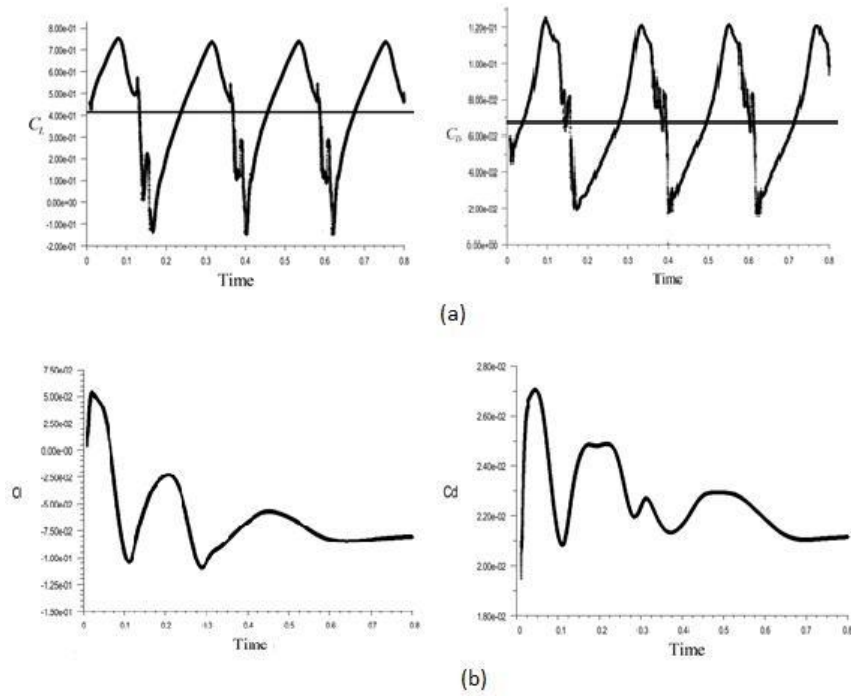 8.00e-01
7.00e-01
6.00e-01
5.00e-01
4.00e-01
3.00e-01
2.00e-01
1.00e-01
0.00e+00
-1.00e-01
-2.00e-01
C_L
0 0.1 0.2 0.3 0.4 0.5 0.6 0.7 0.8
Time
1.20e-01
1.00e-01
8.00e-02
6.00e-02
4.00e-02
2.00e-02
0.00e+00
C_D
0 0.1 0.2 0.3 0.4 0.5 0.6 0.7 0.8
Time
(a)
7.50e-02
5.00e-02
2.50e-02
0.00e+00
-2.50e-02
-5.00e-02
-7.50e-02
-1.00e-01
-1.25e-01
-1.50e-01
Cl
0 0.1 0.2 0.3 0.4 0.5 0.6 0.7 0.8
Time
2.80e-02
2.60e-02
2.40e-02
2.20e-02
2.00e-02
1.80e-02
Cd
0 0.1 0.2 0.3 0.4 0.5 0.6 0.7 0.8
Time
(b)